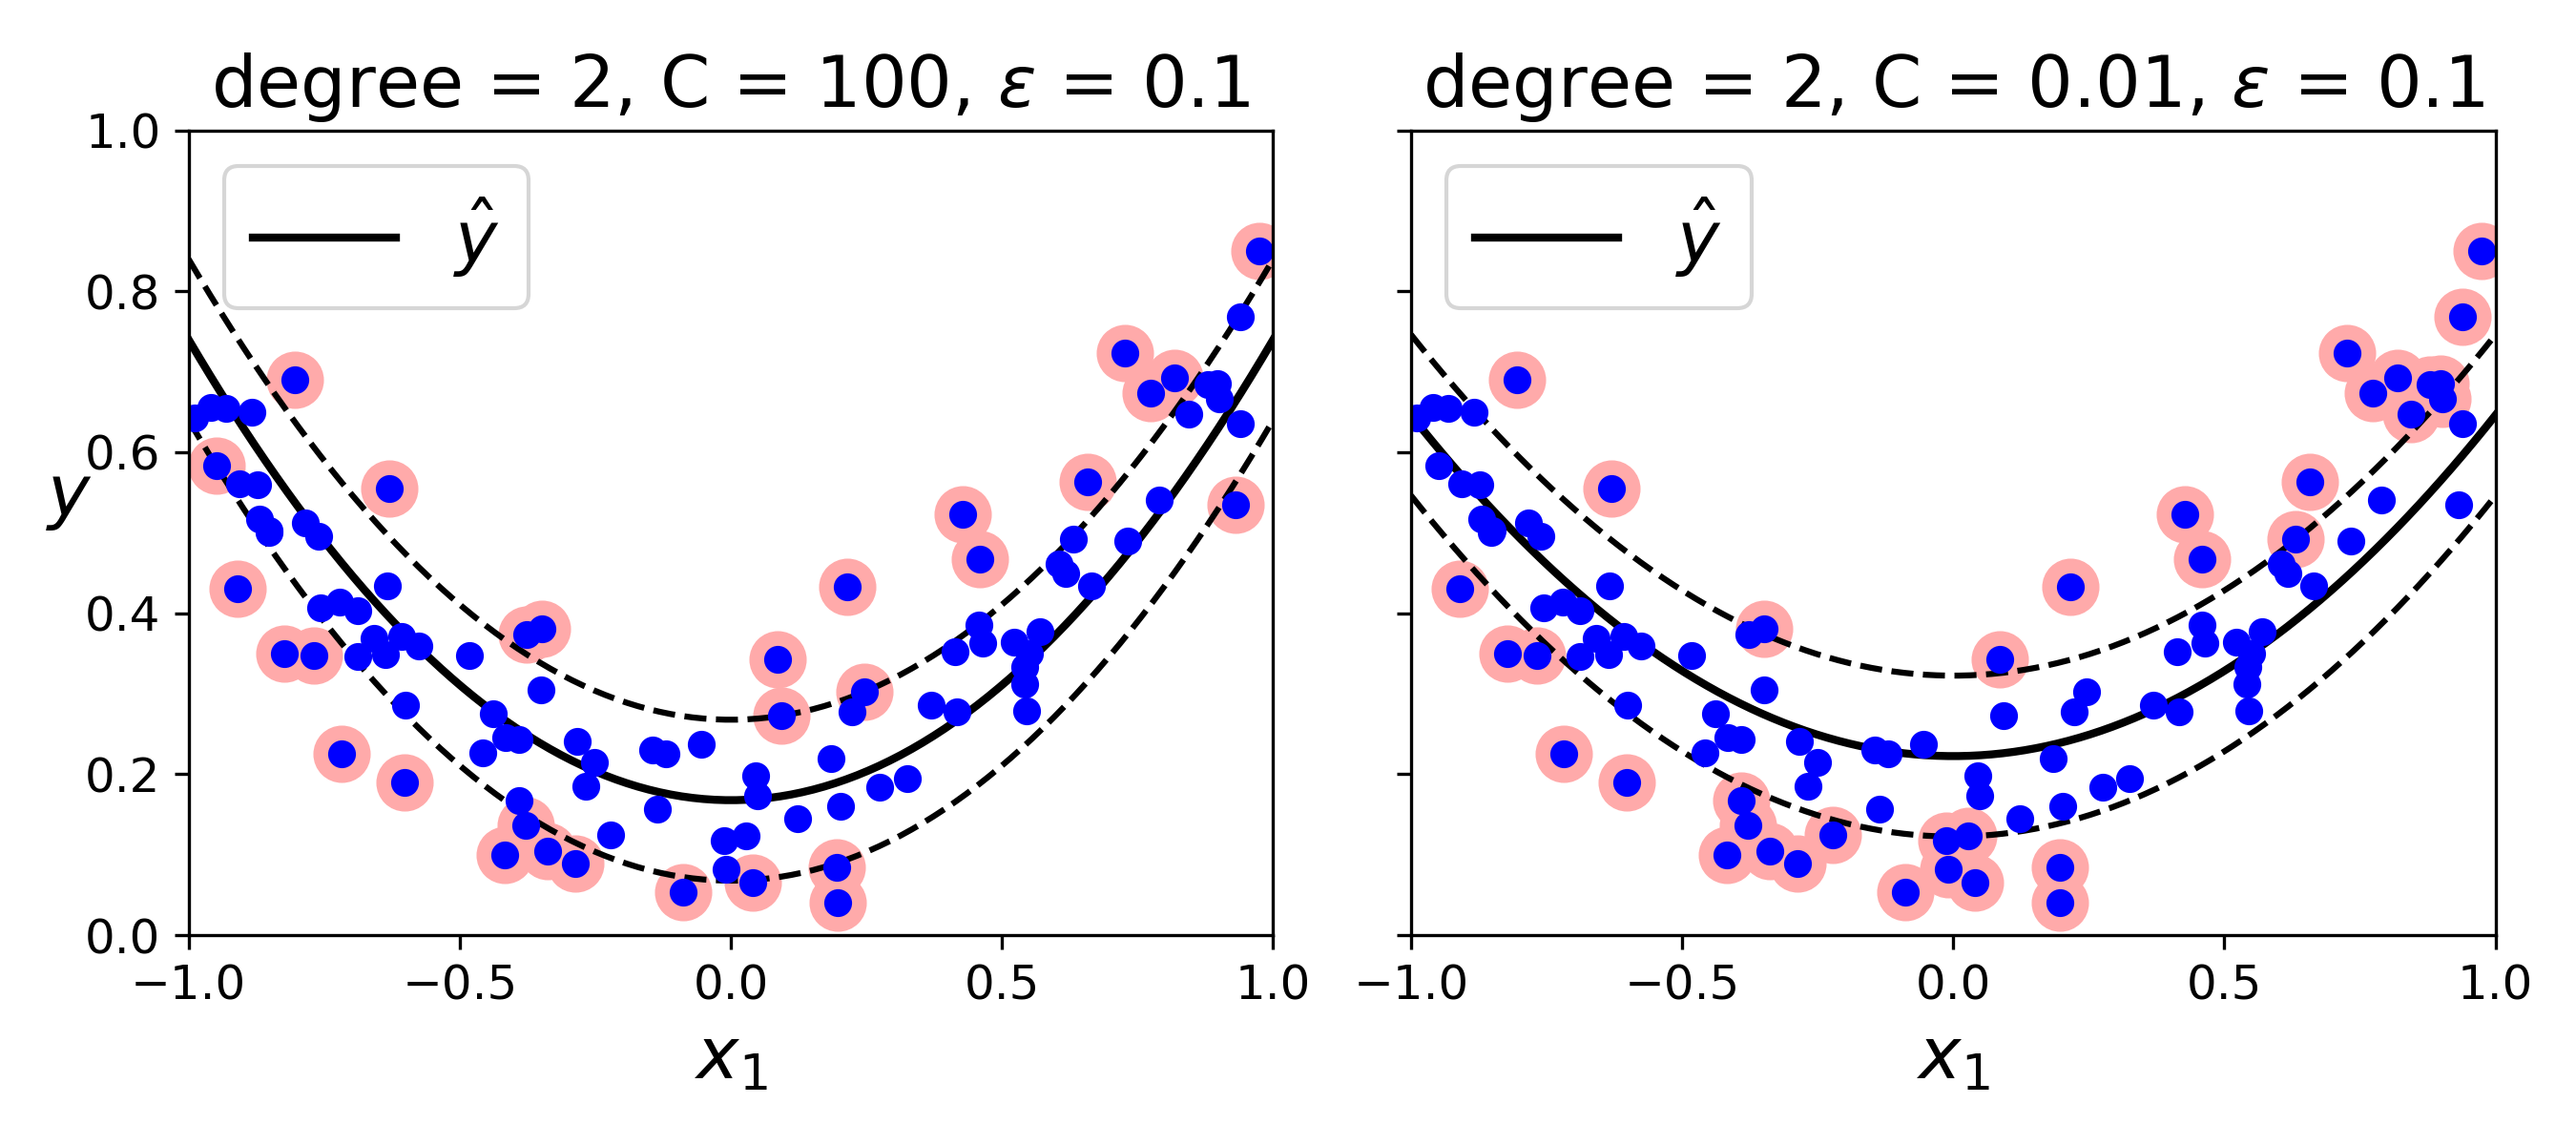 degree = 2, C = 100, ε = 0.1
ŷ
1.0
0.8
0.6
0.4
0.2
0.0
y
−1.0 −0.5 0.0 0.5 1.0
x₁
degree = 2, C = 0.01, ε = 0.1
ŷ
−1.0 −0.5 0.0 0.5 1.0
x₁